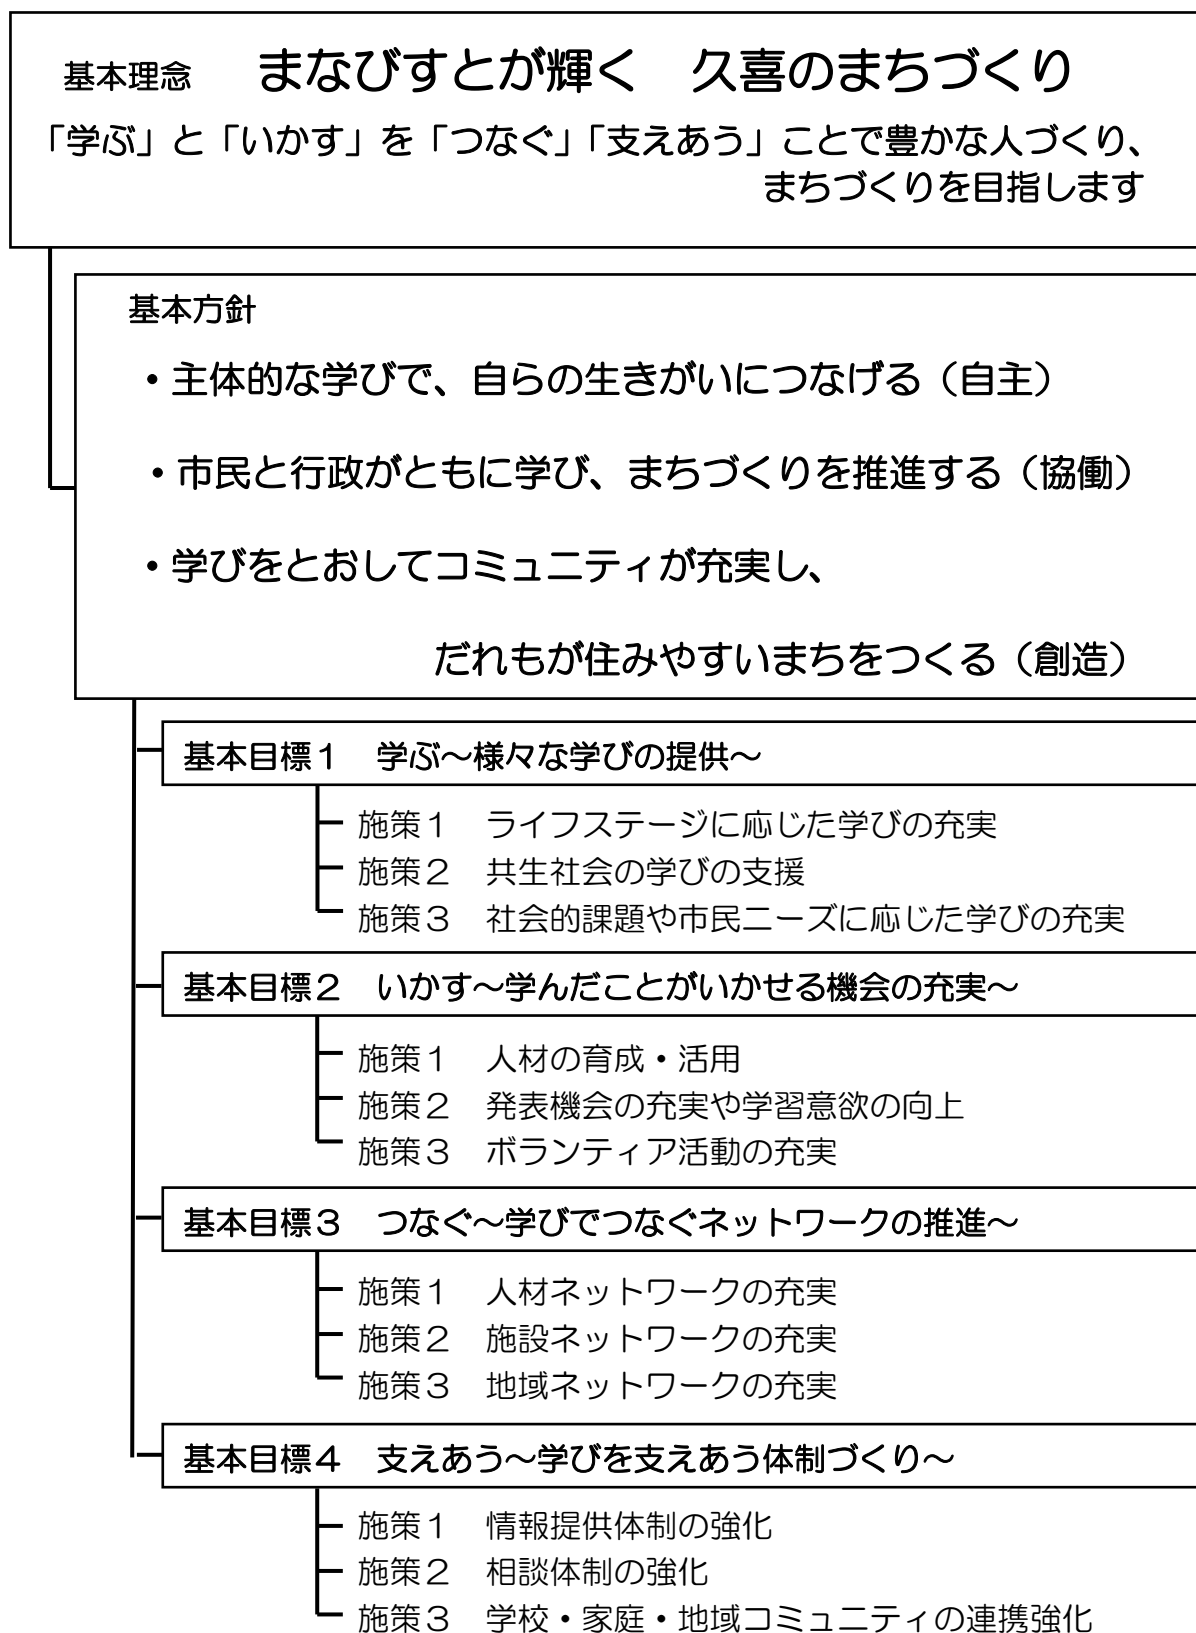 基本理念　まなびすとが輝く　久喜のまちづくり
「学ぶ」と「いかす」を「つなぐ」「支えあう」ことで豊かな人づくり、
まちづくりを目指します
基本方針
・主体的な学びで、自らの生きがいにつなげる（自主）
・市民と行政がともに学び、まちづくりを推進する（協働）
・学びをとおしてコミュニティが充実し、
だれもが住みやすいまちをつくる（創造）
基本目標１　学ぶ～様々な学びの提供～
施策１　ライフステージに応じた学びの充実
施策２　共生社会の学びの支援
施策３　社会的課題や市民ニーズに応じた学びの充実
基本目標２　いかす～学んだことがいかせる機会の充実～
施策１　人材の育成・活用
施策２　発表機会の充実や学習意欲の向上
施策３　ボランティア活動の充実
基本目標３　つなぐ～学びでつなぐネットワークの推進～
施策１　人材ネットワークの充実
施策２　施設ネットワークの充実
施策３　地域ネットワークの充実
基本目標４　支えあう～学びを支えあう体制づくり～
施策１　情報提供体制の強化
施策２　相談体制の強化
施策３　学校・家庭・地域コミュニティの連携強化